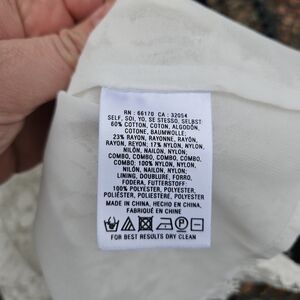 RN : 66170 CA : 32054
SELF, SOI, YO, SE STESSO, SELBST:
60% COTTON, COTON, ALGODÓN,
COTONE, BAUMWOLLE;
23% RAYON, RAYONNE, RAYON,
RAYON, REYON; 17% NYLON, NYLON,
NILÓN, NAILON, NYLON;
COMBO, COMBO, COMBO, COMBO,
COMBO; 100% NYLON, NYLON,
NILÓN, NAILON, NYLON;
LINING, DOUBLURE, FORRO,
FODERA, FUTTERSTOFF:
100% POLYESTER, POLYESTER,
POLIÉSTER, POLIESTERE, POLYESTER
MADE IN CHINA, HECHO EN CHINA,
FABRIQUÉ EN CHINE
FOR BEST RESULTS DRY CLEAN